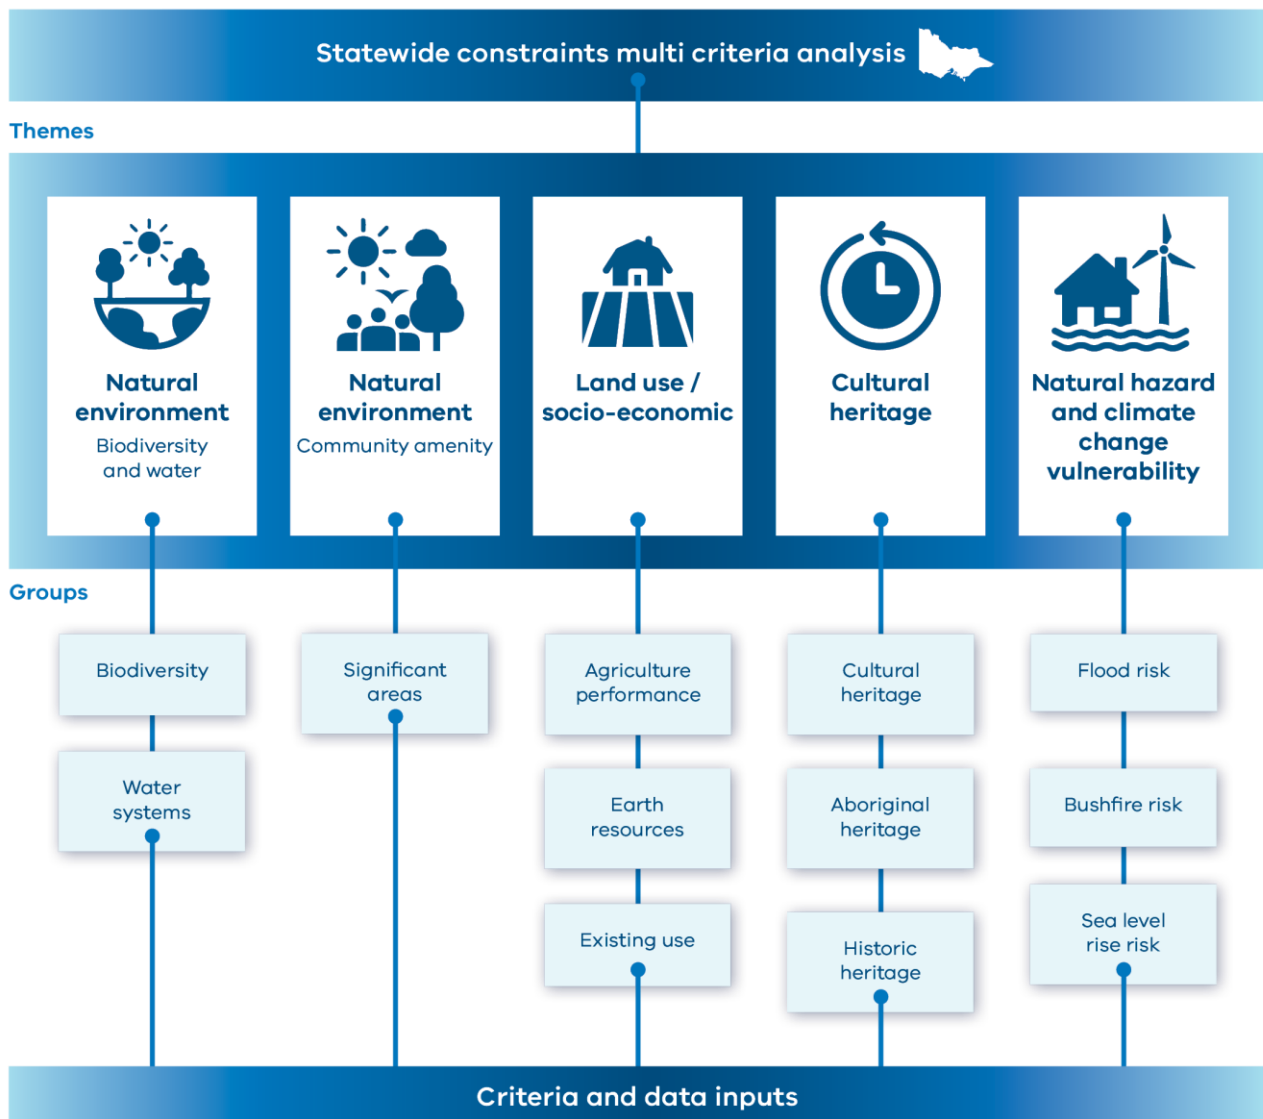 Statewide constraints multi criteria analysis
Themes
Natural
environment
Biodiversity
and water
Natural
environment
Community amenity
Land use /
socio-economic
Cultural
heritage
Natural hazard
and climate
change
vulnerability
Groups
Biodiversity
Water
systems
Significant
areas
Agriculture
performance
Earth
resources
Existing use
Cultural
heritage
Aboriginal
heritage
Historic
heritage
Flood risk
Bushfire risk
Sea level
rise risk
Criteria and data inputs